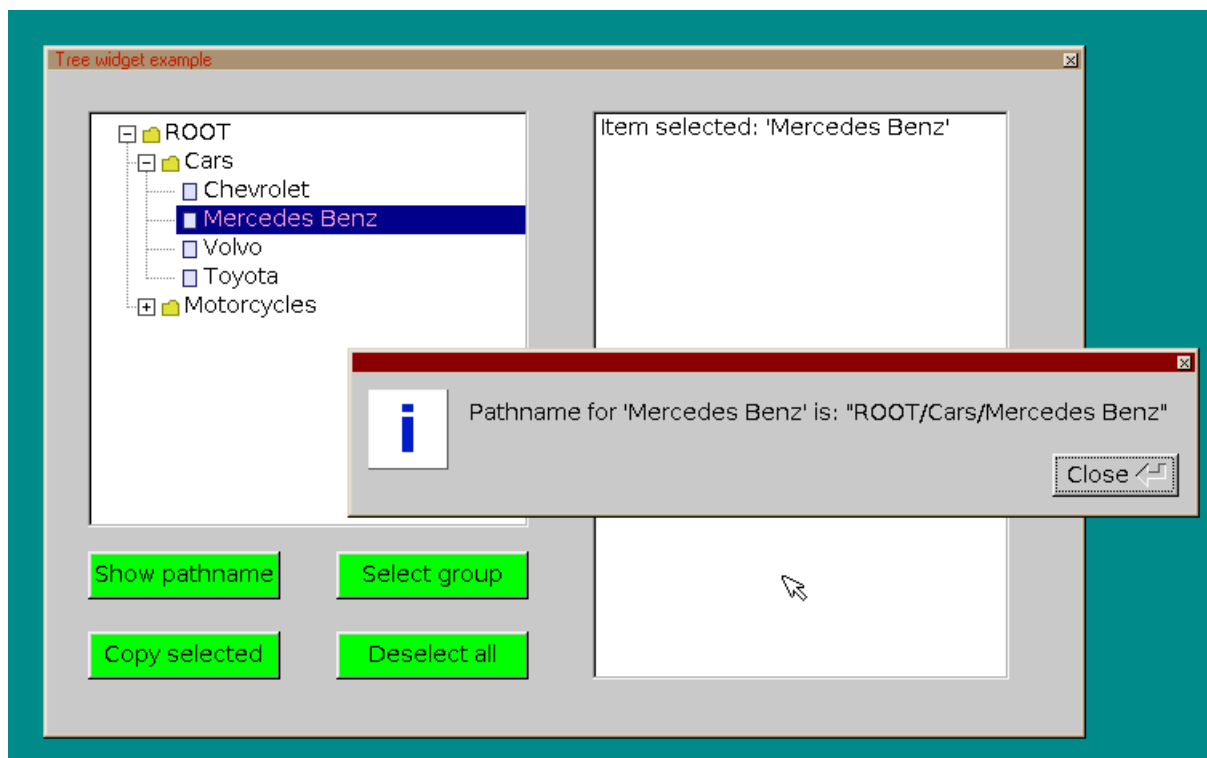 Tree widget example
ROOT
Cars
Chevrolet
Mercedes Benz
Volvo
Toyota
Motorcycles
Item selected: 'Mercedes Benz'
i
Pathname for 'Mercedes Benz' is: "ROOT/Cars/Mercedes Benz"
Close
Show pathname
Select group
Copy selected
Deselect all